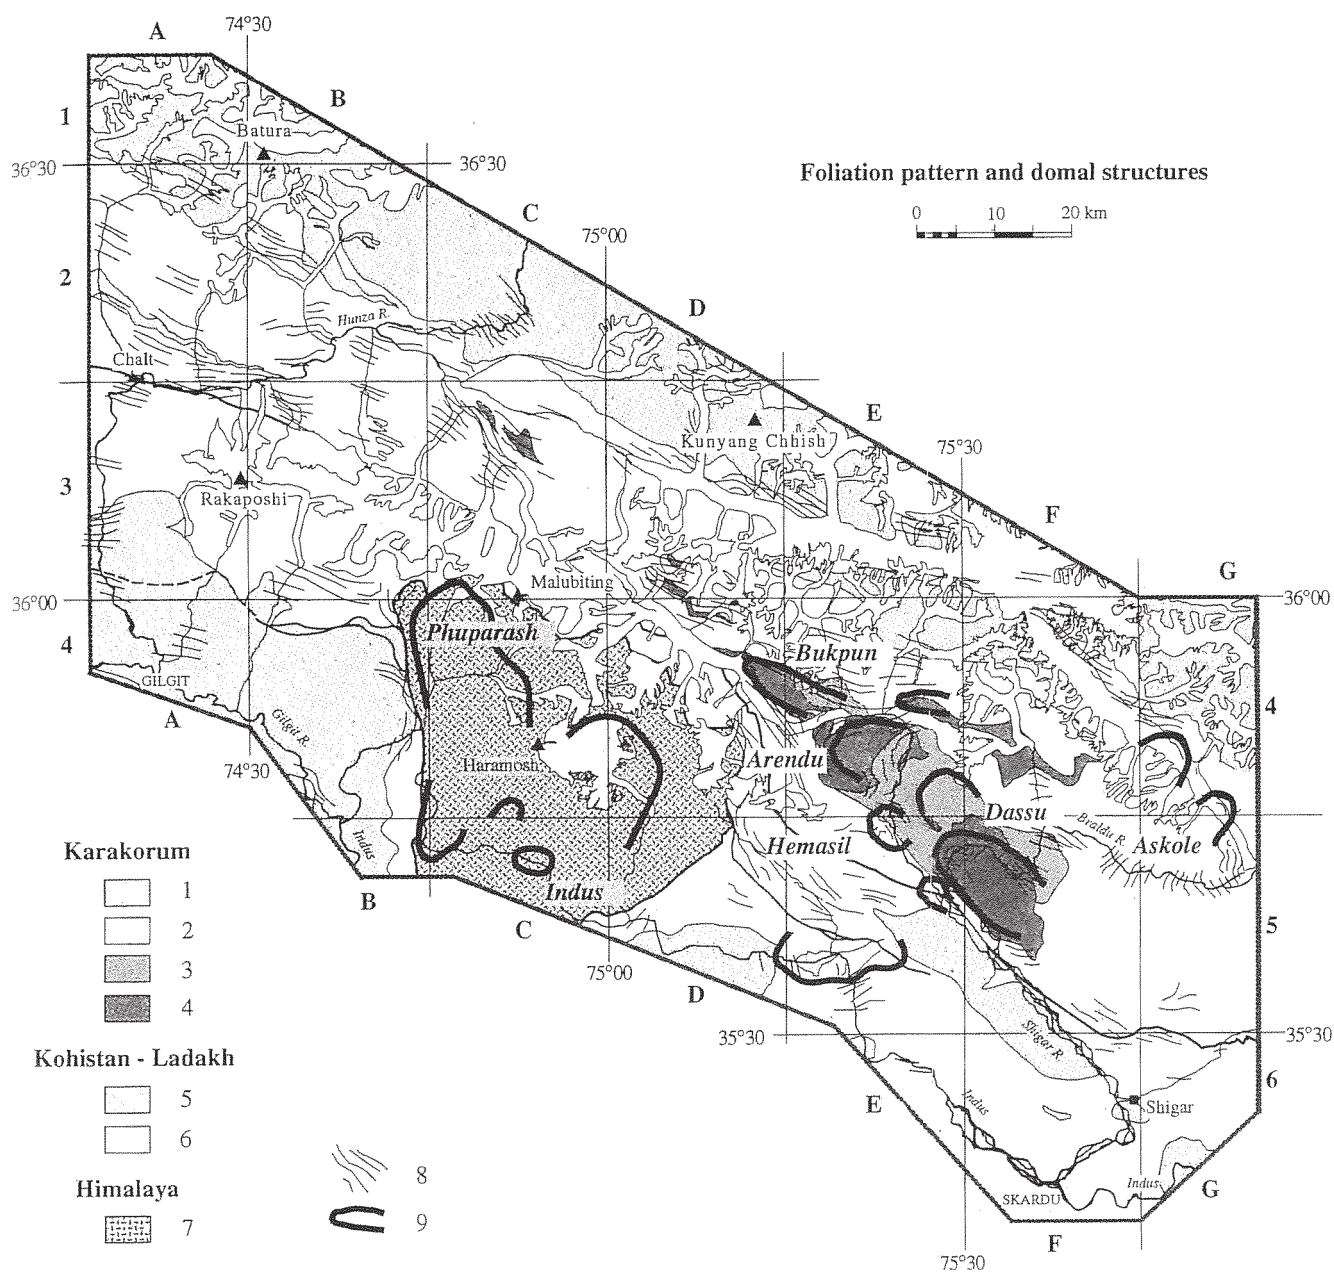 74°30
A
B
1
Batura
36°30
36°30
Foliation pattern and domal structures
0 10 20 km
C
75°00
2
D
Hunza R.
Chalt
E
Kunyang Chhish
75°30
3
Rakaposhi
F
G
Malubiting
36°00
36°00
Phuparash
4
Bukpun
GILGIT
4
A
Gilgit R.
Arendu
Haramosh
74°30
Dassu
Braldu R.
Hemasil
Askole
Indus
Karakorum
Indus
1
B
C
5
2
75°00
3
D
4
35°30
35°30
Shigar R.
Kohistan - Ladakh
6
5
E
Indus
Shigar
6
8
Himalaya
Indus
G
SKARDU
7
9
F
75°30